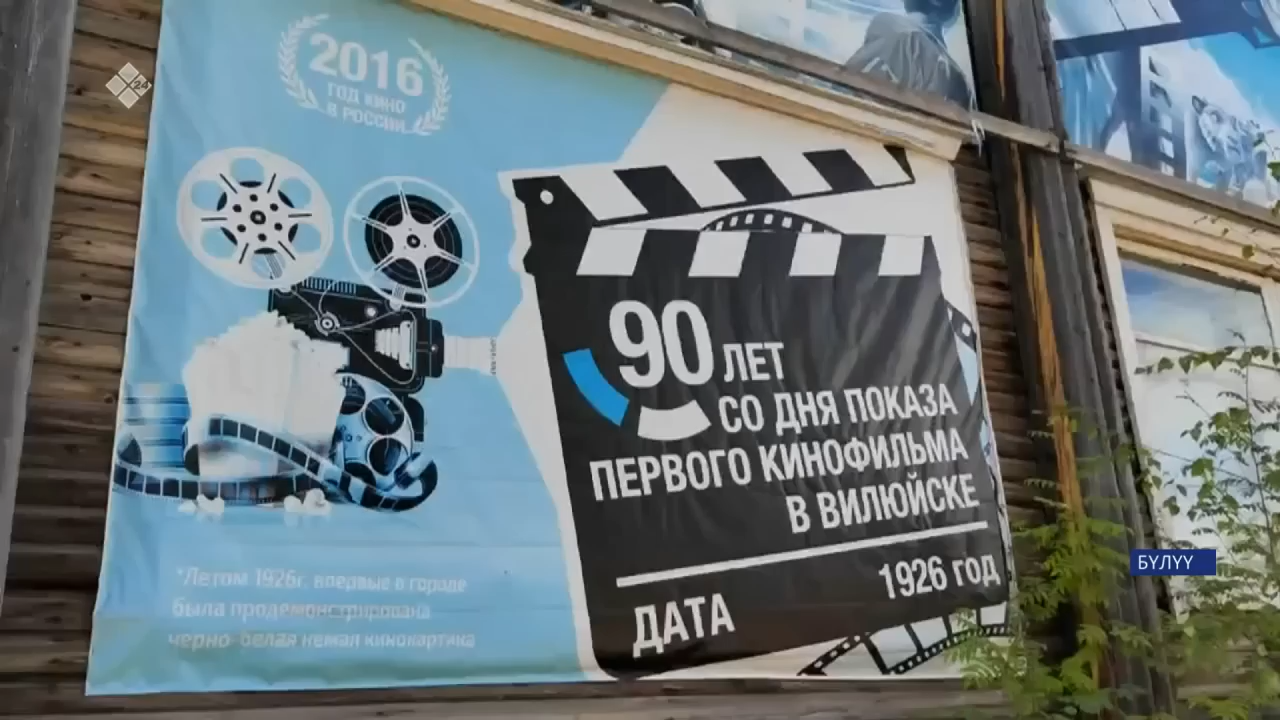 24
2016
ГОД КИНО
В РОССИИ
90 ЛЕТ
СО ДНЯ ПОКАЗА
ПЕРВОГО КИНОФИЛЬМА
В ВИЛЮЙСКЕ
ДАТА
1926 ГОД
*Летом 1926г. впервые в городе
была продемонстрирована
черно-белая немая кинокартина
БҮЛҮҮ